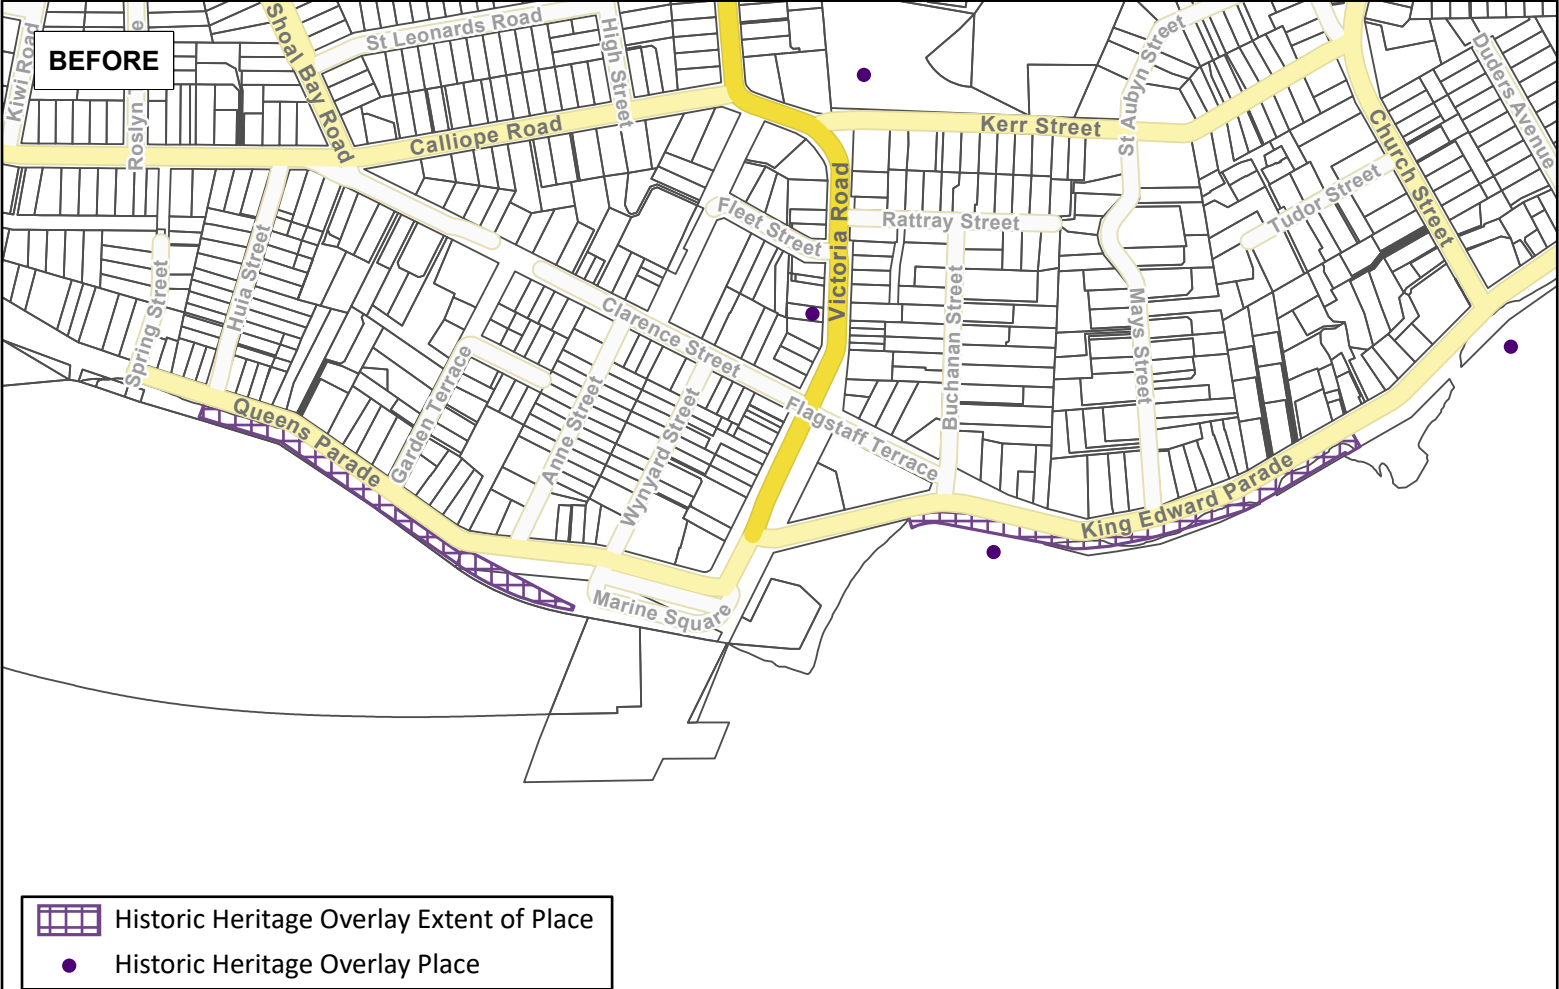 BEFORE
Kiwi Road
Roslyn
Shoal Bay Road
St Leonards Road
High Street
Calliope Road
Kerr Street
St Aubyn Street
Church Street
Duders Avenue
Tudor Street
Victoria Road
Fleet Street
Rattray Street
Spring Street
Huia Street
Clarence Street
Buchanan Street
Mays Street
Garden Terrace
Anne Street
Wynyard Street
Flagstaff Terrace
Queens Parade
King Edward Parade
Marine Square
Historic Heritage Overlay Extent of Place
Historic Heritage Overlay Place